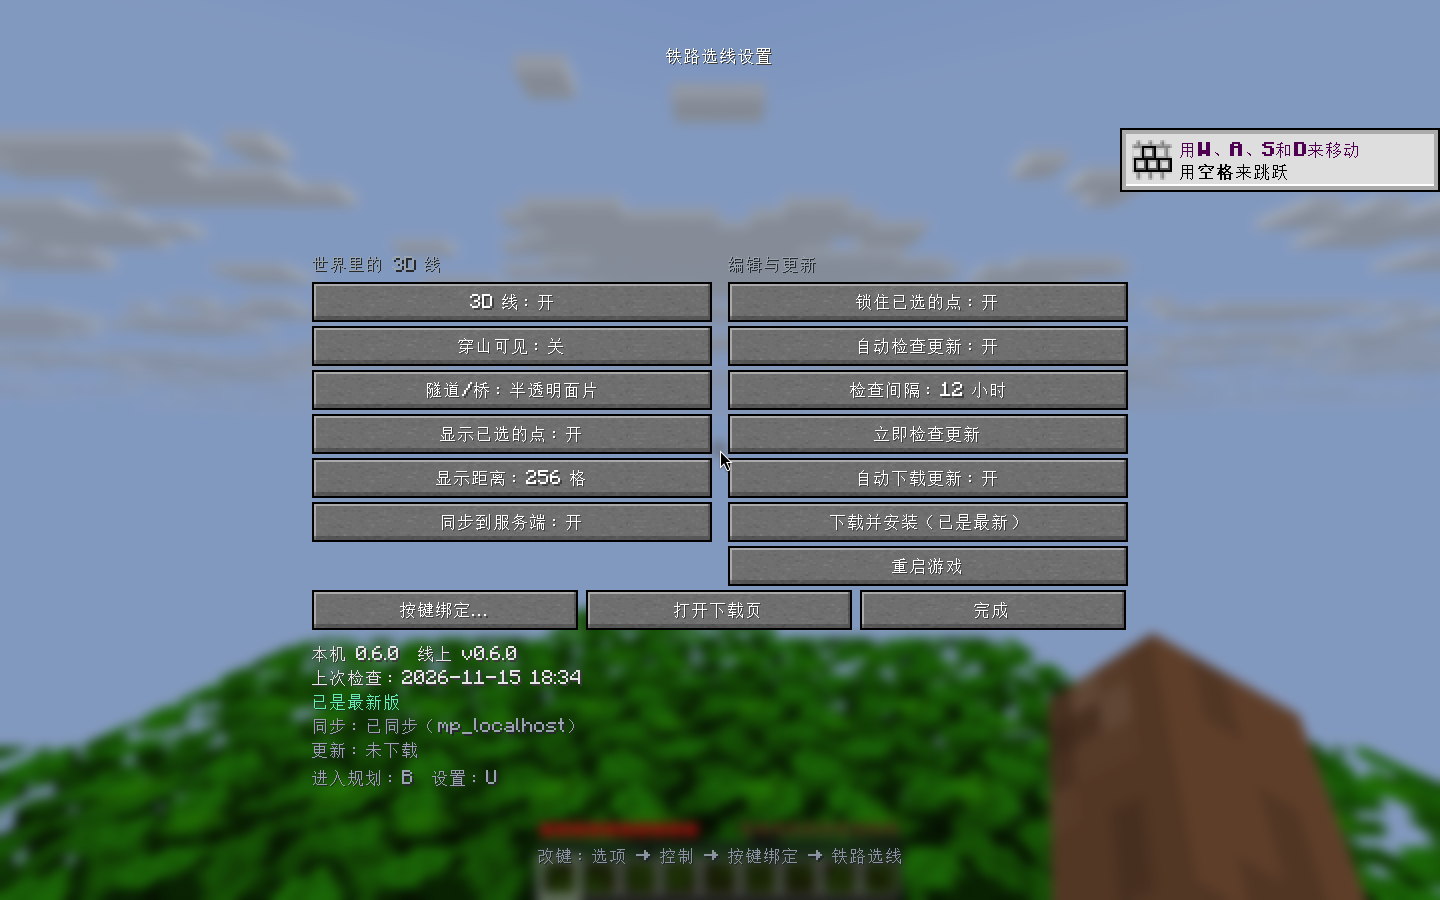 铁路选线设置
用W、A、S和D来移动
用空格来跳跃
世界里的 3D 线
3D 线：开
穿山可见：关
隧道/桥：半透明面片
显示已选的点：开
显示距离：256 格
同步到服务端：开
编辑与更新
锁住已选的点：开
自动检查更新：开
检查间隔：12 小时
立即检查更新
自动下载更新：开
下载并安装（已是最新）
重启游戏
按键绑定...
打开下载页
完成
本机 0.6.0 线上 v0.6.0
上次检查：2026-11-15 18:34
已是最新版
同步：已同步（mp_localhost）
更新：未下载
进入规划：B 设置：U
改键：选项 → 控制 → 按键绑定 → 铁路选线